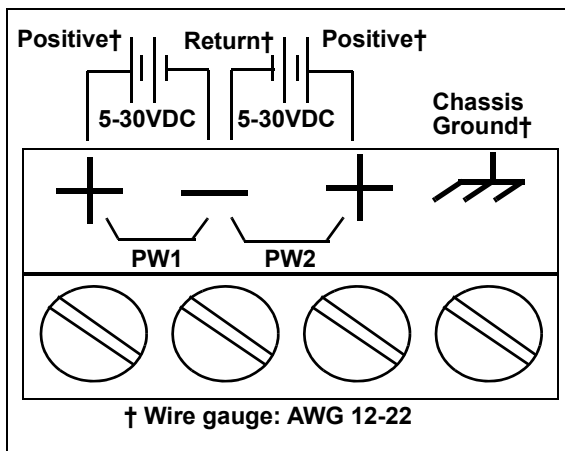 Positive† Return† Positive†
5-30VDC 5-30VDC
Chassis
Ground†
PW1 PW2
† Wire gauge: AWG 12-22